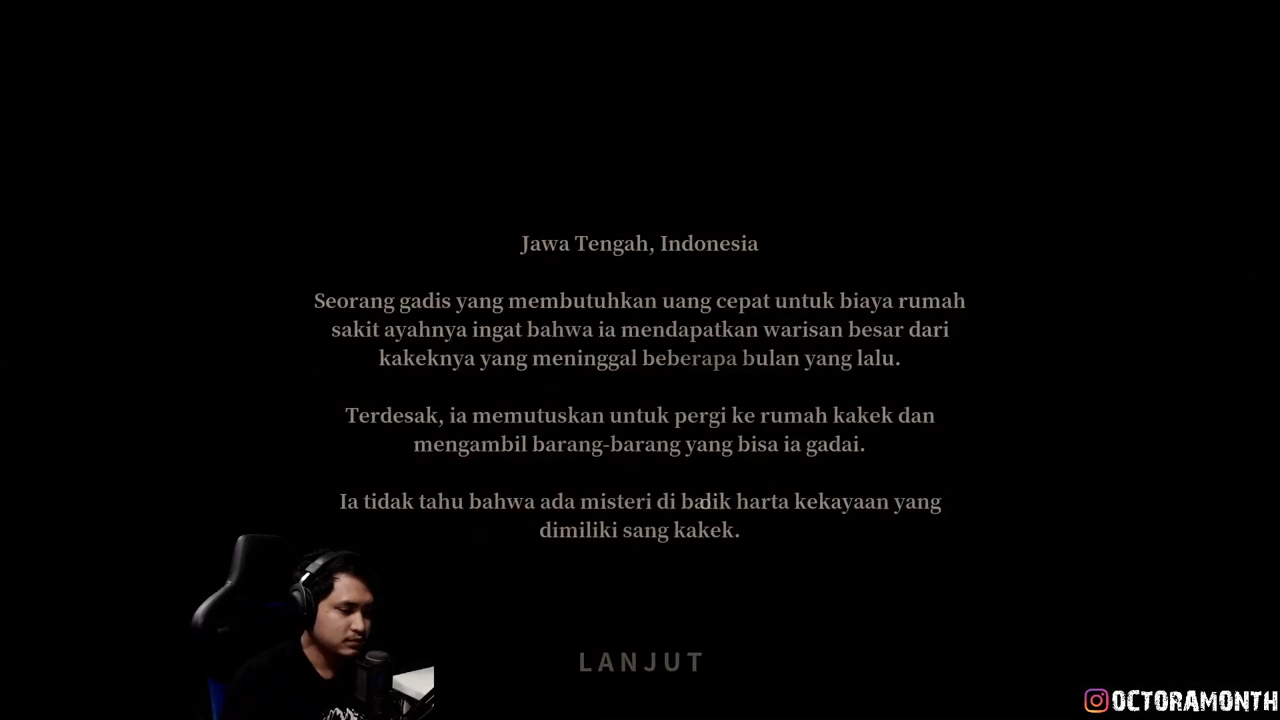 Jawa Tengah, Indonesia
Seorang gadis yang membutuhkan uang cepat untuk biaya rumah
sakit ayahnya ingat bahwa ia mendapatkan warisan besar dari
kakeknya yang meninggal beberapa bulan yang lalu.
Terdesak, ia memutuskan untuk pergi ke rumah kakek dan
mengambil barang-barang yang bisa ia gadai.
Ia tidak tahu bahwa ada misteri di balik harta kekayaan yang
dimiliki sang kakek.
LANJUT
OCTORAMONTH